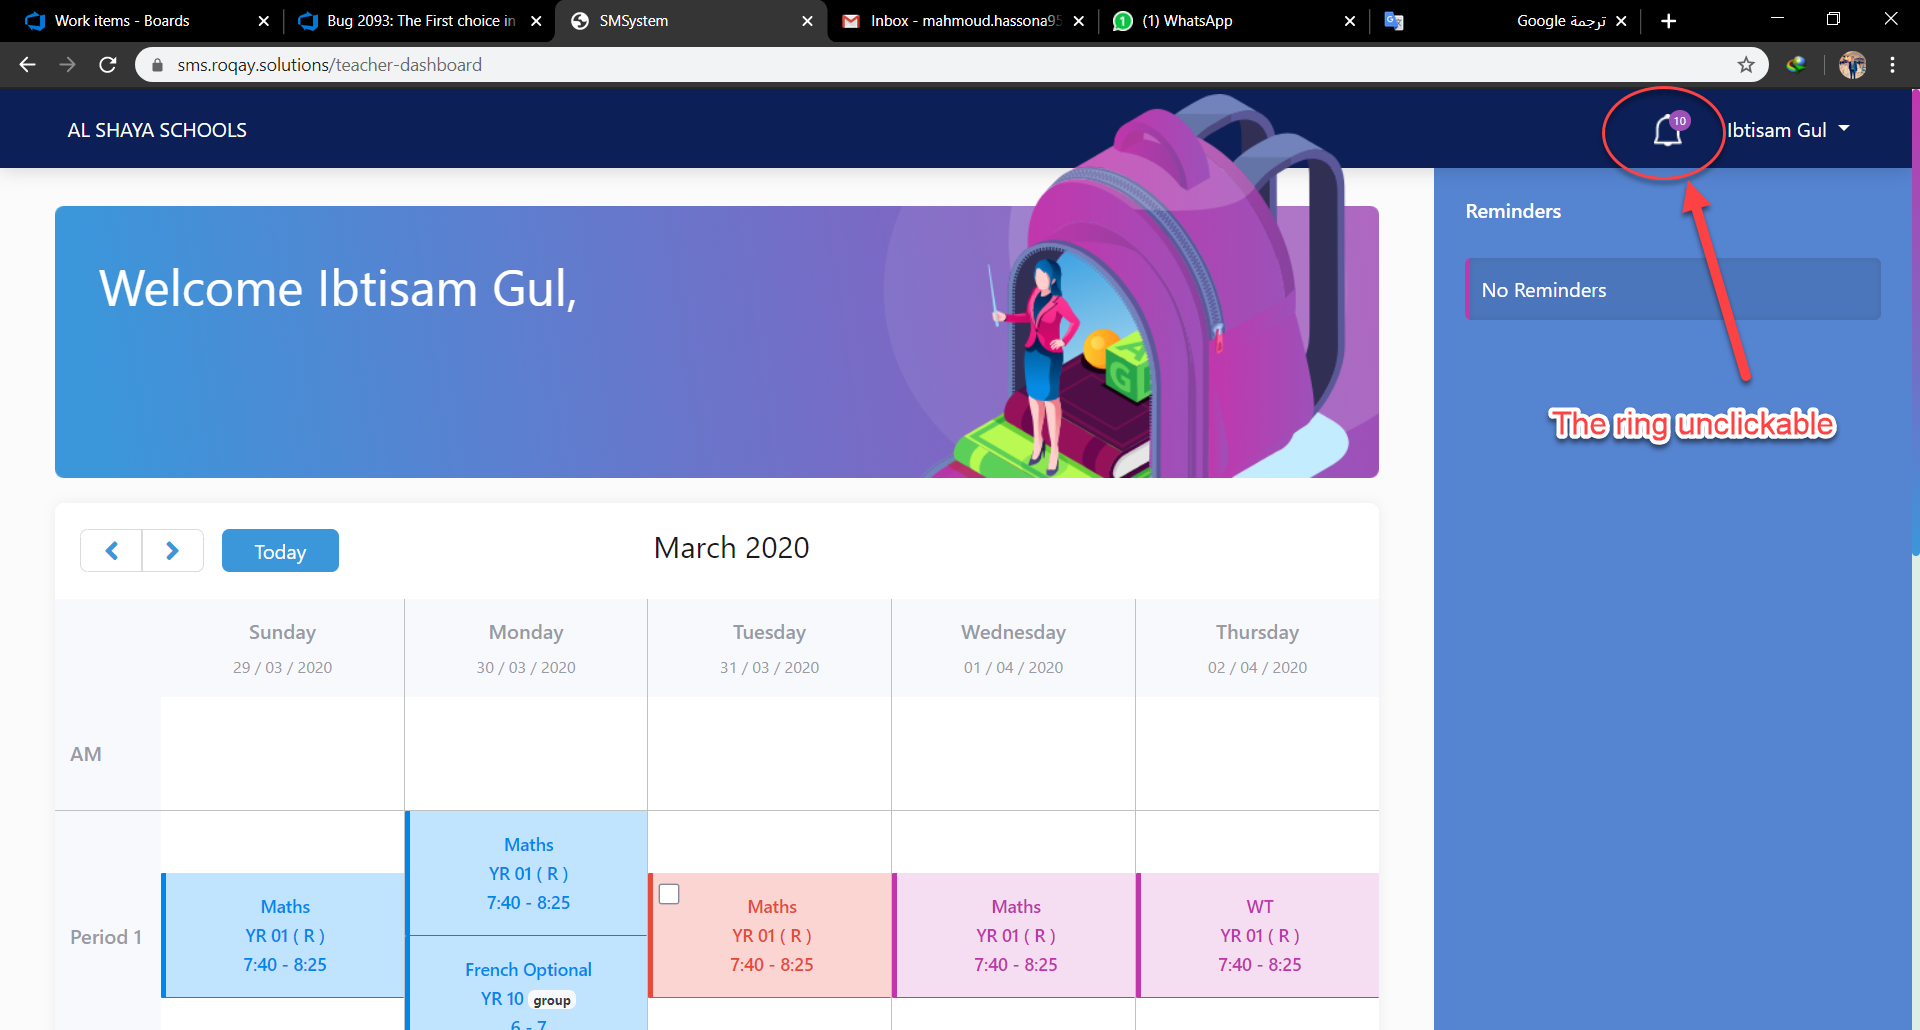 Work items - Boards
Bug 2093: The First choice in
SMSystem
Inbox - mahmoud.hassona95
(1) WhatsApp
ترجمة Google
sms.roqay.solutions/teacher-dashboard
AL SHAYA SCHOOLS
10
Ibtisam Gul
Welcome Ibtisam Gul,
Reminders
No Reminders
The ring unclickable
Today
March 2020
Sunday
29 / 03 / 2020
Monday
30 / 03 / 2020
Tuesday
31 / 03 / 2020
Wednesday
01 / 04 / 2020
Thursday
02 / 04 / 2020
AM
Period 1
Maths
YR 01 ( R )
7:40 - 8:25
Maths
YR 01 ( R )
7:40 - 8:25
French Optional
YR 10 group
6 - 7
Maths
YR 01 ( R )
7:40 - 8:25
Maths
YR 01 ( R )
7:40 - 8:25
WT
YR 01 ( R )
7:40 - 8:25